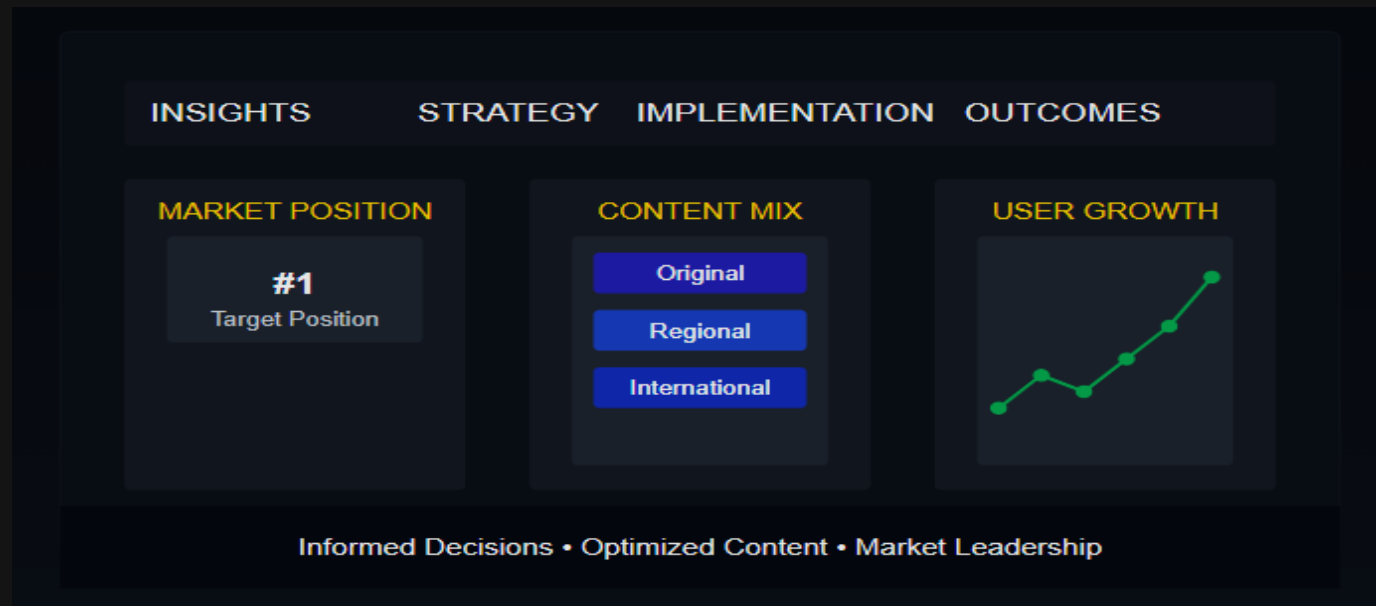 INSIGHTS STRATEGY IMPLEMENTATION OUTCOMES
MARKET POSITION
#1
Target Position
CONTENT MIX
Original
Regional
International
USER GROWTH
Informed Decisions • Optimized Content • Market Leadership